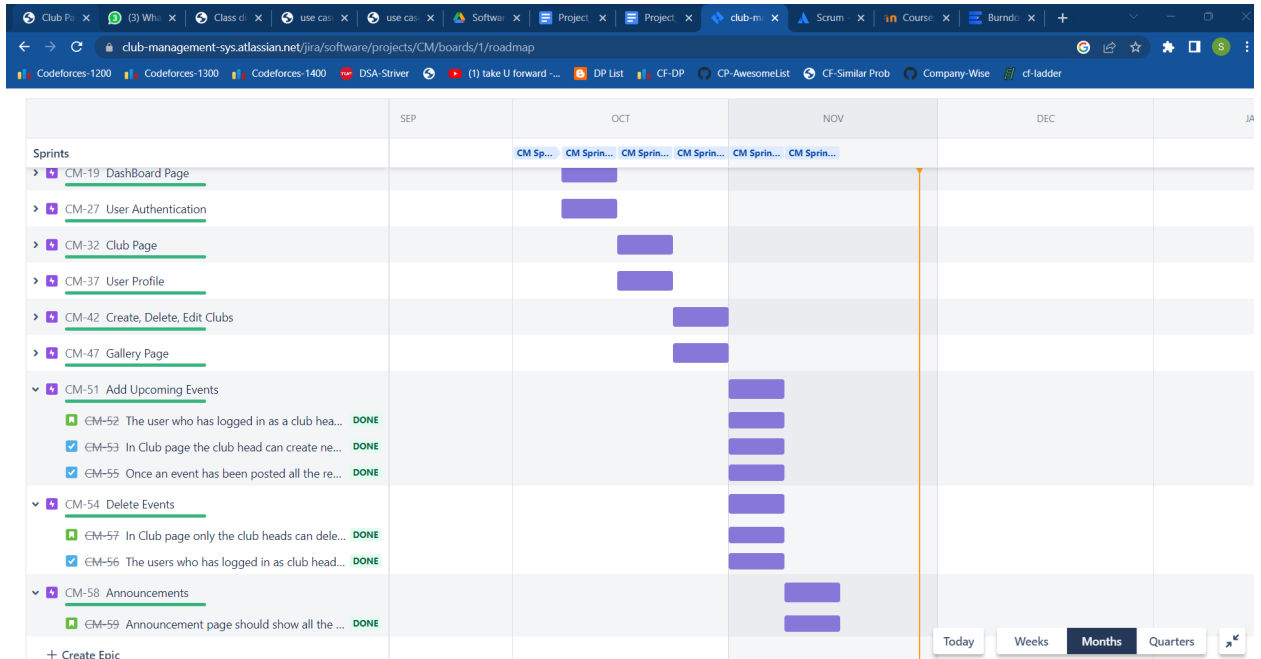 Club Pa (3) Wha Class di use cas use cas Softwar Project_ Project_ club-ma Scrum - Course: Burndo
club-management-sys.atlassian.net/jira/software/projects/CM/boards/1/roadmap S
Codeforces-1200 Codeforces-1300 Codeforces-1400 DSA-Striver (1) take U forward -... DP List CF-DP CP-AwesomeList CF-Similar Prob Company-Wise cf-ladder
SEP OCT NOV DEC JA
Sprints CM Sp... CM Sprin... CM Sprin... CM Sprin... CM Sprin... CM Sprin...
CM-19 DashBoard Page
CM-27 User Authentication
CM-32 Club Page
CM-37 User Profile
CM-42 Create, Delete, Edit Clubs
CM-47 Gallery Page
CM-51 Add Upcoming Events
CM-52 The user who has logged in as a club hea... DONE
CM-53 In Club page the club head can create ne... DONE
CM-55 Once an event has been posted all the re... DONE
CM-54 Delete Events
CM-57 In Club page only the club heads can dele... DONE
CM-56 The users who has logged in as club head... DONE
CM-58 Announcements
CM-59 Announcement page should show all the ... DONE
+ Create Epic
Today Weeks Months Quarters